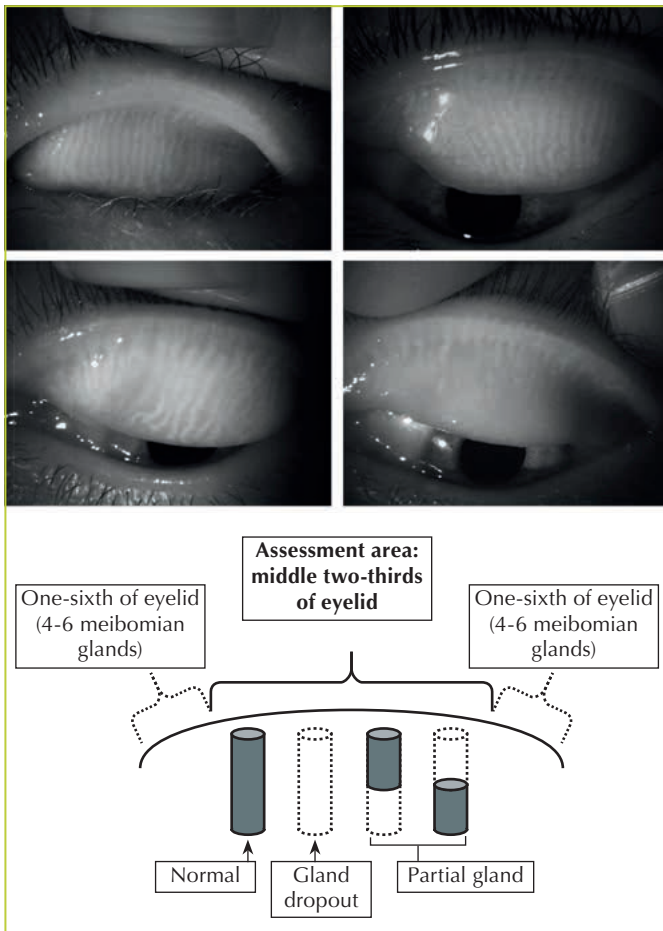 Assessment area:
middle two-thirds
of eyelid
One-sixth of eyelid
(4-6 meibomian
glands)
One-sixth of eyelid
(4-6 meibomian
glands)
Normal
Gland
dropout
Partial gland